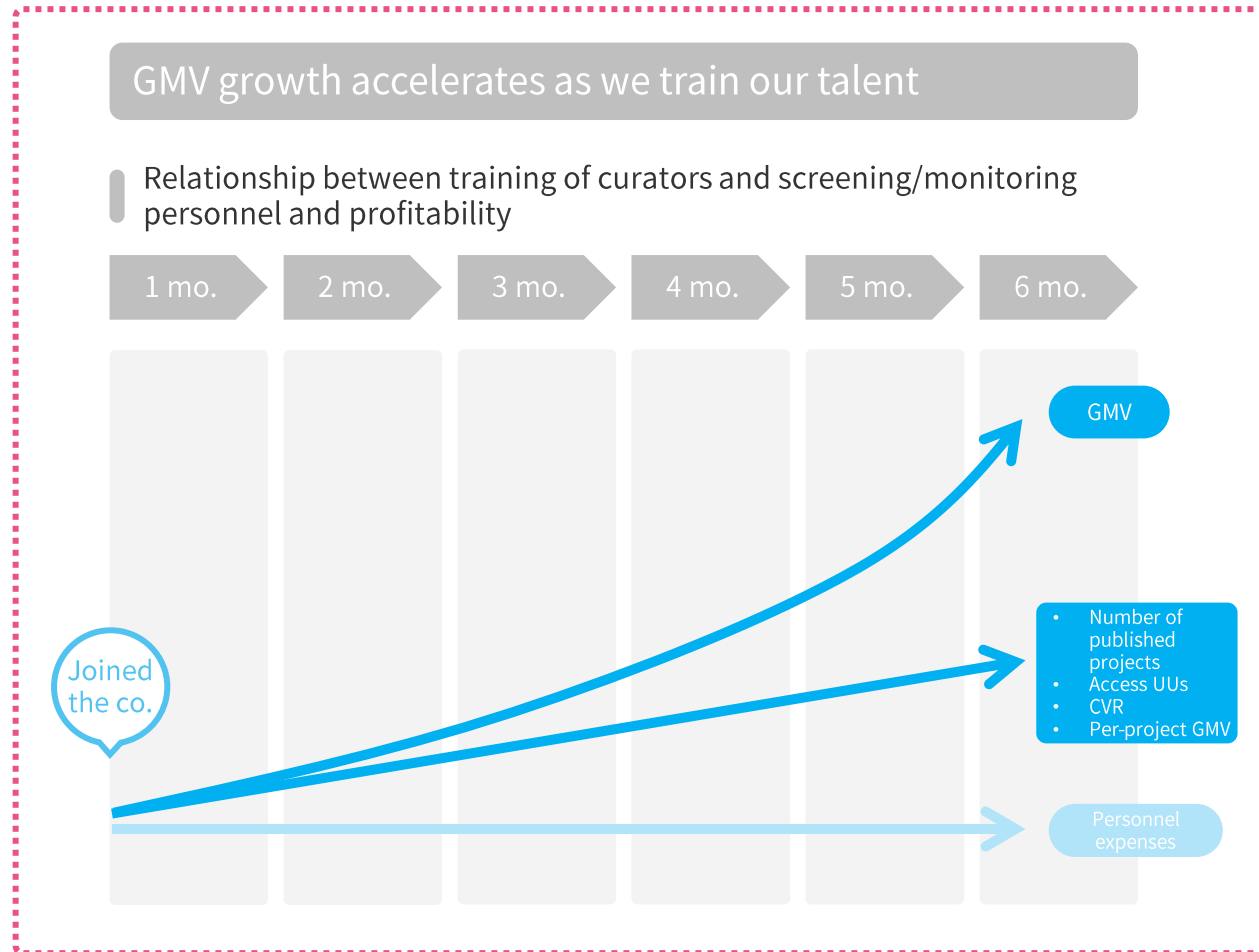 GMV growth accelerates as we train our talent
Relationship between training of curators and screening/monitoring
personnel and profitability
1 mo.
2 mo.
3 mo.
4 mo.
5 mo.
6 mo.
GMV
Joined
the co.
• Number of
published
projects
• Access UUs
• CVR
• Per-project GMV
Personnel
expenses